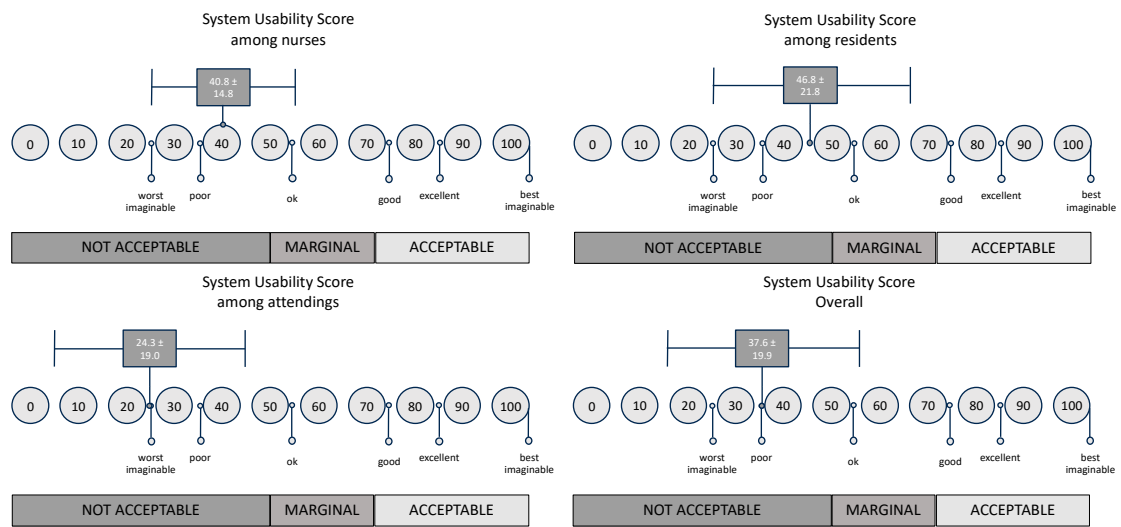 System Usability Score
among nurses
40.8 ±
14.8
0 10 20 30 40 50 60 70 80 90 100
worst
imaginable
poor
ok
good
excellent
best
imaginable
NOT ACCEPTABLE MARGINAL ACCEPTABLE
System Usability Score
among residents
46.8 ±
21.8
0 10 20 30 40 50 60 70 80 90 100
worst
imaginable
poor
ok
good
excellent
best
imaginable
NOT ACCEPTABLE MARGINAL ACCEPTABLE
System Usability Score
among attendings
24.3 ±
19.0
0 10 20 30 40 50 60 70 80 90 100
worst
imaginable
poor
ok
good
excellent
best
imaginable
NOT ACCEPTABLE MARGINAL ACCEPTABLE
System Usability Score
Overall
37.6 ±
19.9
0 10 20 30 40 50 60 70 80 90 100
worst
imaginable
poor
ok
good
excellent
best
imaginable
NOT ACCEPTABLE MARGINAL ACCEPTABLE